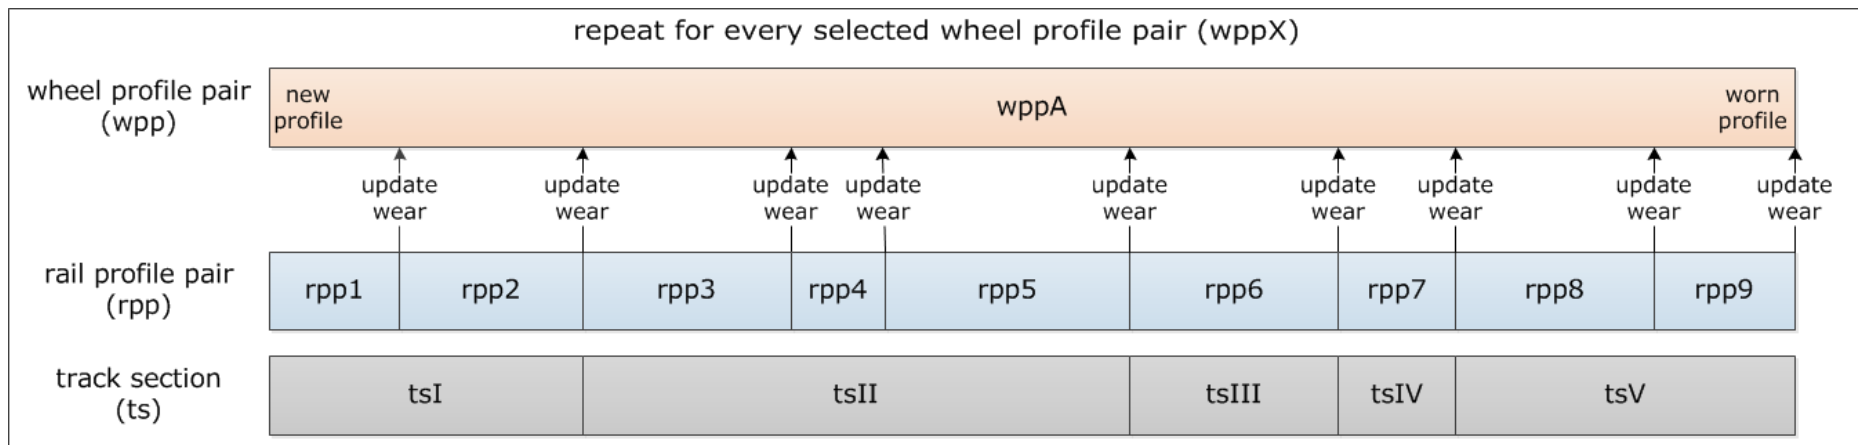 repeat for every selected wheel profile pair (wppX)
wheel profile pair
(wpp)
new
profile
wppA
worn
profile
update
wear
update
wear
update
wear
update
wear
update
wear
update
wear
update
wear
update
wear
update
wear
rail profile pair
(rpp)
rpp1
rpp2
rpp3
rpp4
rpp5
rpp6
rpp7
rpp8
rpp9
track section
(ts)
tsI
tsII
tsIII
tsIV
tsV